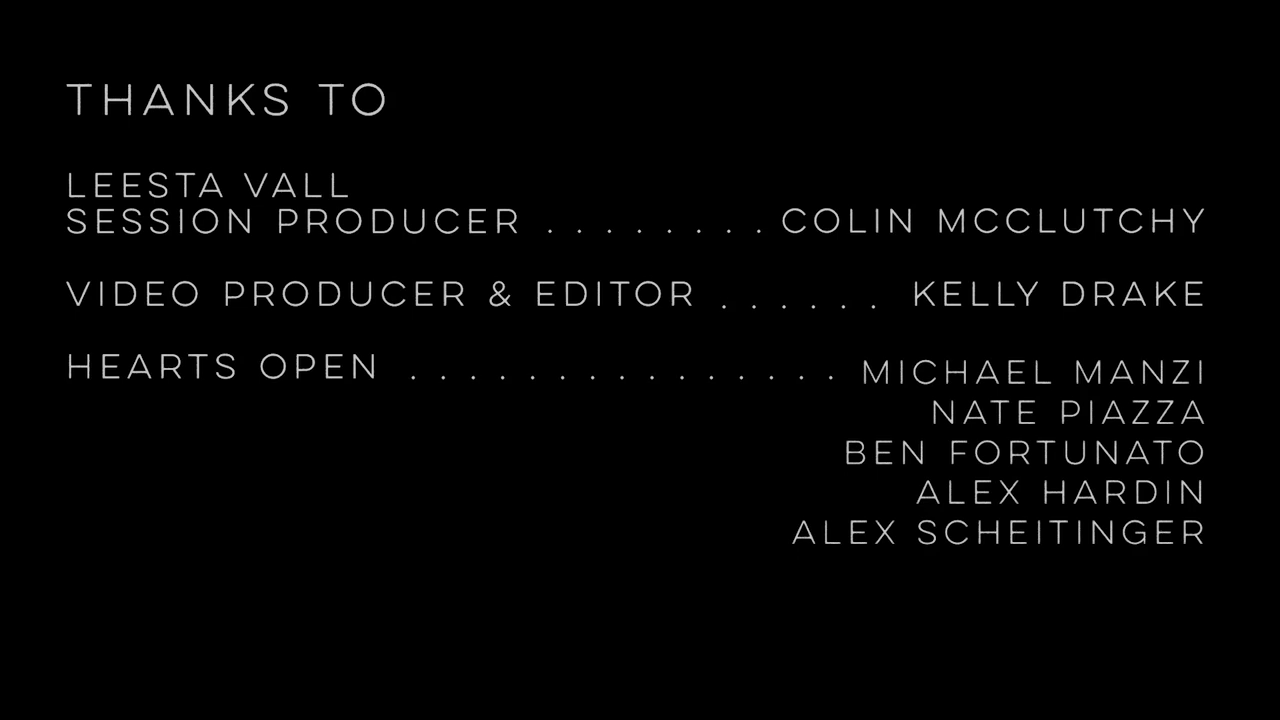 THANKS TO
LEESTA VALL
SESSION PRODUCER . . . . . . . . COLIN MCCLUTCHY
VIDEO PRODUCER & EDITOR . . . . . . KELLY DRAKE
HEARTS OPEN . . . . . . . . . . . . . . . MICHAEL MANZI
NATE PIAZZA
BEN FORTUNATO
ALEX HARDIN
ALEX SCHEITINGER